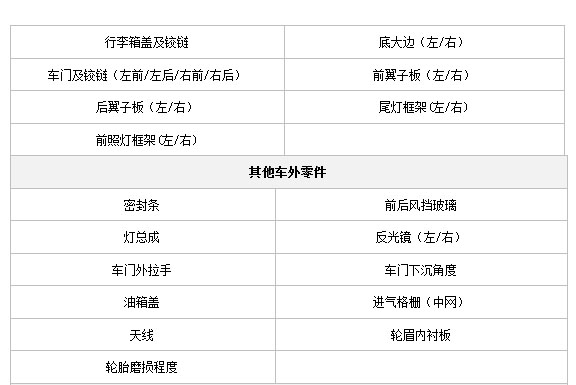 行李箱盖及铰链 底大边（左/右）
车门及铰链（左前/左后/右前/右后） 前翼子板（左/右）
后翼子板（左/右） 尾灯框架(左/右)
前照灯框架(左/右)
其他车外零件
密封条 前后风挡玻璃
灯总成 反光镜（左/右）
车门外拉手 车门下沉角度
油箱盖 进气格栅（中网）
天线 轮眉内衬板
轮胎磨损程度